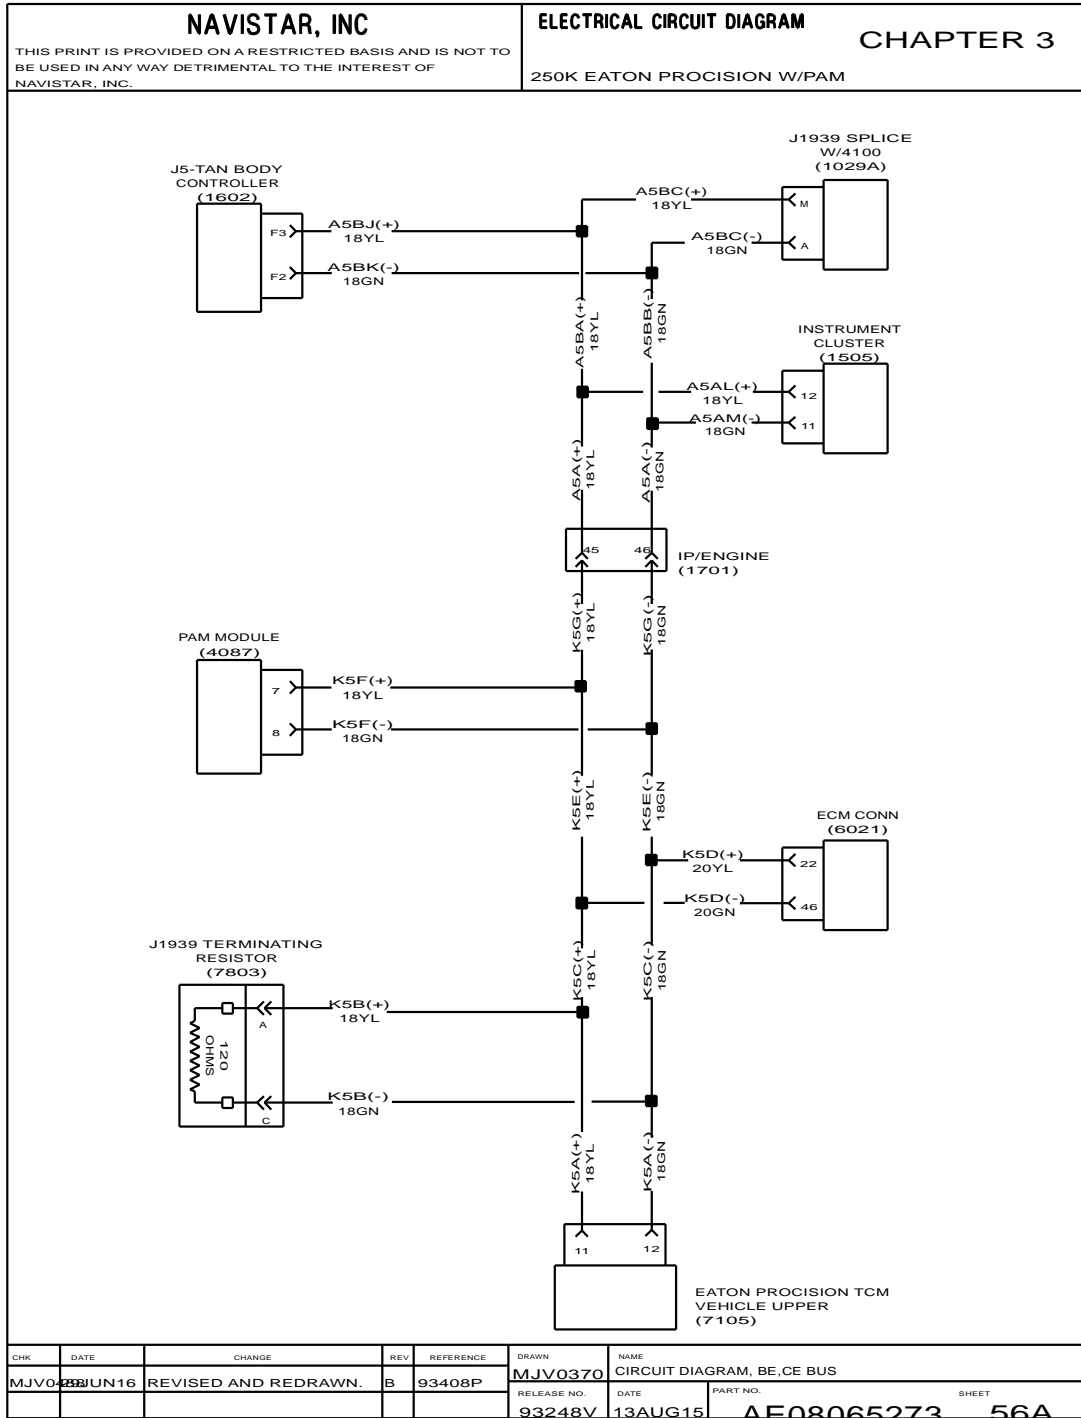 NAVISTAR, INC
THIS PRINT IS PROVIDED ON A RESTRICTED BASIS AND IS NOT TO
BE USED IN ANY WAY DETRIMENTAL TO THE INTEREST OF
NAVISTAR, INC.
ELECTRICAL CIRCUIT DIAGRAM
CHAPTER 3
250K EATON PROCISION W/PAM
J1939 SPLICE
W/4100
(1029A)
M
A
J5-TAN BODY
CONTROLLER
(1602)
F3
F2
A5BJ(+)
18YL
A5BK(-)
18GN
A5BC(+)
18YL
A5BC(-)
18GN
A5BA(+)
18YL
A5BB(-)
18GN
INSTRUMENT
CLUSTER
(1505)
12
11
A5AL(+)
18YL
A5AM(-)
18GN
A5A(+)
18YL
A5A(-)
18GN
45
46
IP/ENGINE
(1701)
K5G(+)
18YL
K5G(-)
18GN
PAM MODULE
(4087)
7
8
K5F(+)
18YL
K5F(-)
18GN
K5E(+)
18YL
K5E(-)
18GN
ECM CONN
(6021)
22
46
K5D(+)
20YL
K5D(-)
20GN
K5C(+)
18YL
K5C(-)
18GN
J1939 TERMINATING
RESISTOR
(7803)
120
OHMS
A
C
K5B(+)
18YL
K5B(-)
18GN
K5A(+)
18YL
K5A(-)
18GN
11
12
EATON PROCISION TCM
VEHICLE UPPER
(7105)
CHK DATE CHANGE REV REFERENCE
JUN16 REVISED AND REDRAWN. B 93408P
DRAWN
MJV0370
NAME
CIRCUIT DIAGRAM, BE,CE BUS
RELEASE NO.
93248V
DATE
13AUG15
PART NO.
AE08065273
SHEET
56A